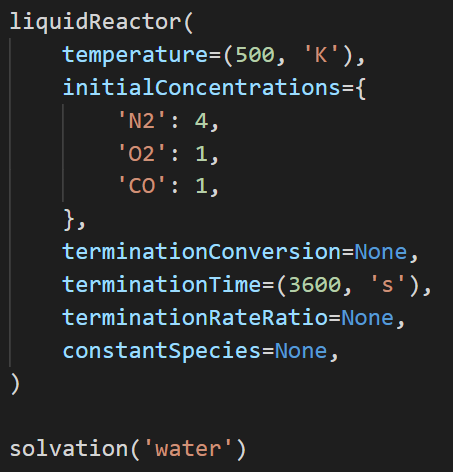 liquidReactor(
    temperature=(500, 'K'),
    initialConcentrations={
        'N2': 4,
        'O2': 1,
        'CO': 1,
    },
    terminationConversion=None,
    terminationTime=(3600, 's'),
    terminationRateRatio=None,
    constantSpecies=None,
)

solvation('water')